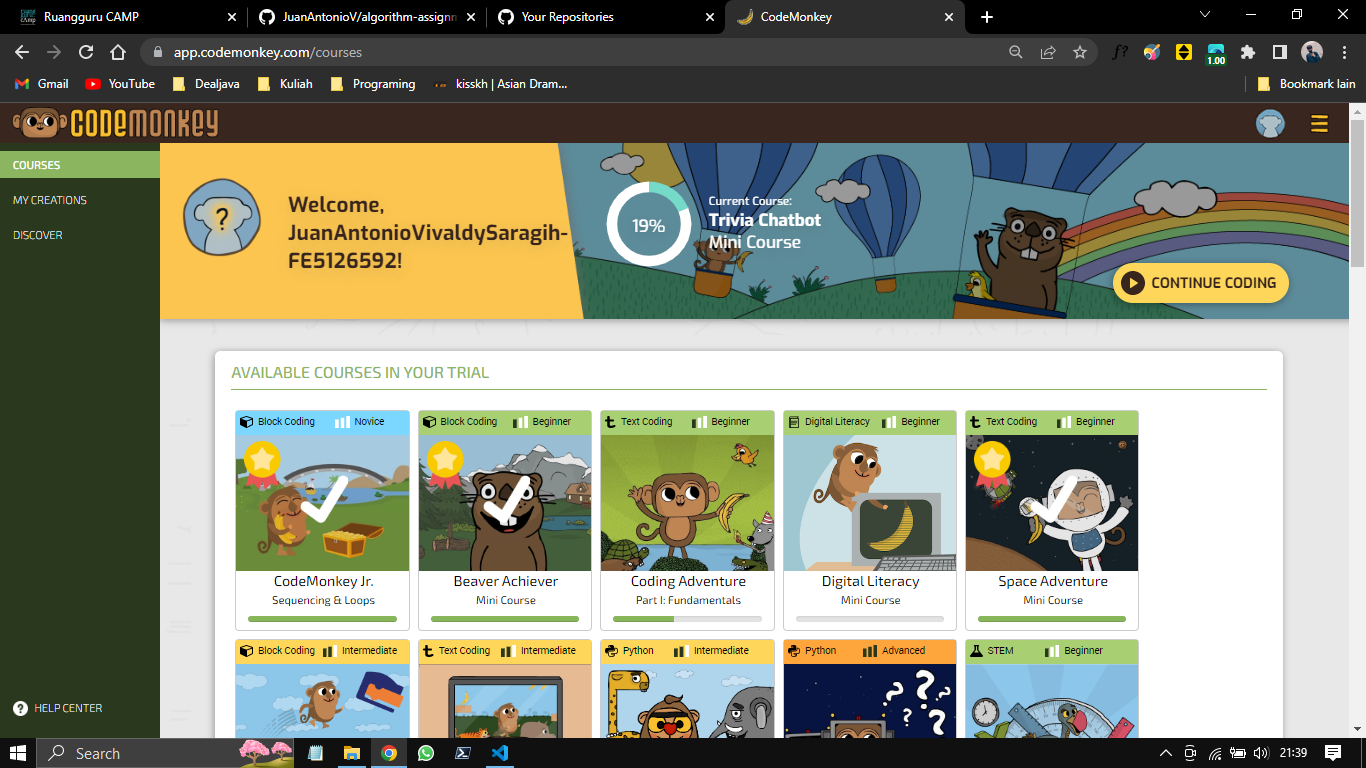 Ruangguru CAMP
JuanAntonioV/algorithm-assignm
Your Repositories
CodeMonkey
app.codemonkey.com/courses
f?
1.00
Gmail
YouTube
Dealjava
Kuliah
Programing
kisskh | Asian Dram...
Bookmark lain
CODEMONKEY
COURSES
MY CREATIONS
DISCOVER
HELP CENTER
?
Welcome,
JuanAntonioVivaldySaragih-
FE5126592!
19%
Current Course:
Trivia Chatbot
Mini Course
CONTINUE CODING
AVAILABLE COURSES IN YOUR TRIAL
Block Coding Novice
CodeMonkey Jr.
Sequencing & Loops
Block Coding Beginner
Beaver Achiever
Mini Course
Text Coding Beginner
Coding Adventure
Part I: Fundamentals
Digital Literacy Beginner
Digital Literacy
Mini Course
Text Coding Beginner
Space Adventure
Mini Course
Block Coding Intermediate
Text Coding Intermediate
Python Intermediate
Python Advanced
? ? ? ?
STEM Beginner
Search
21:39